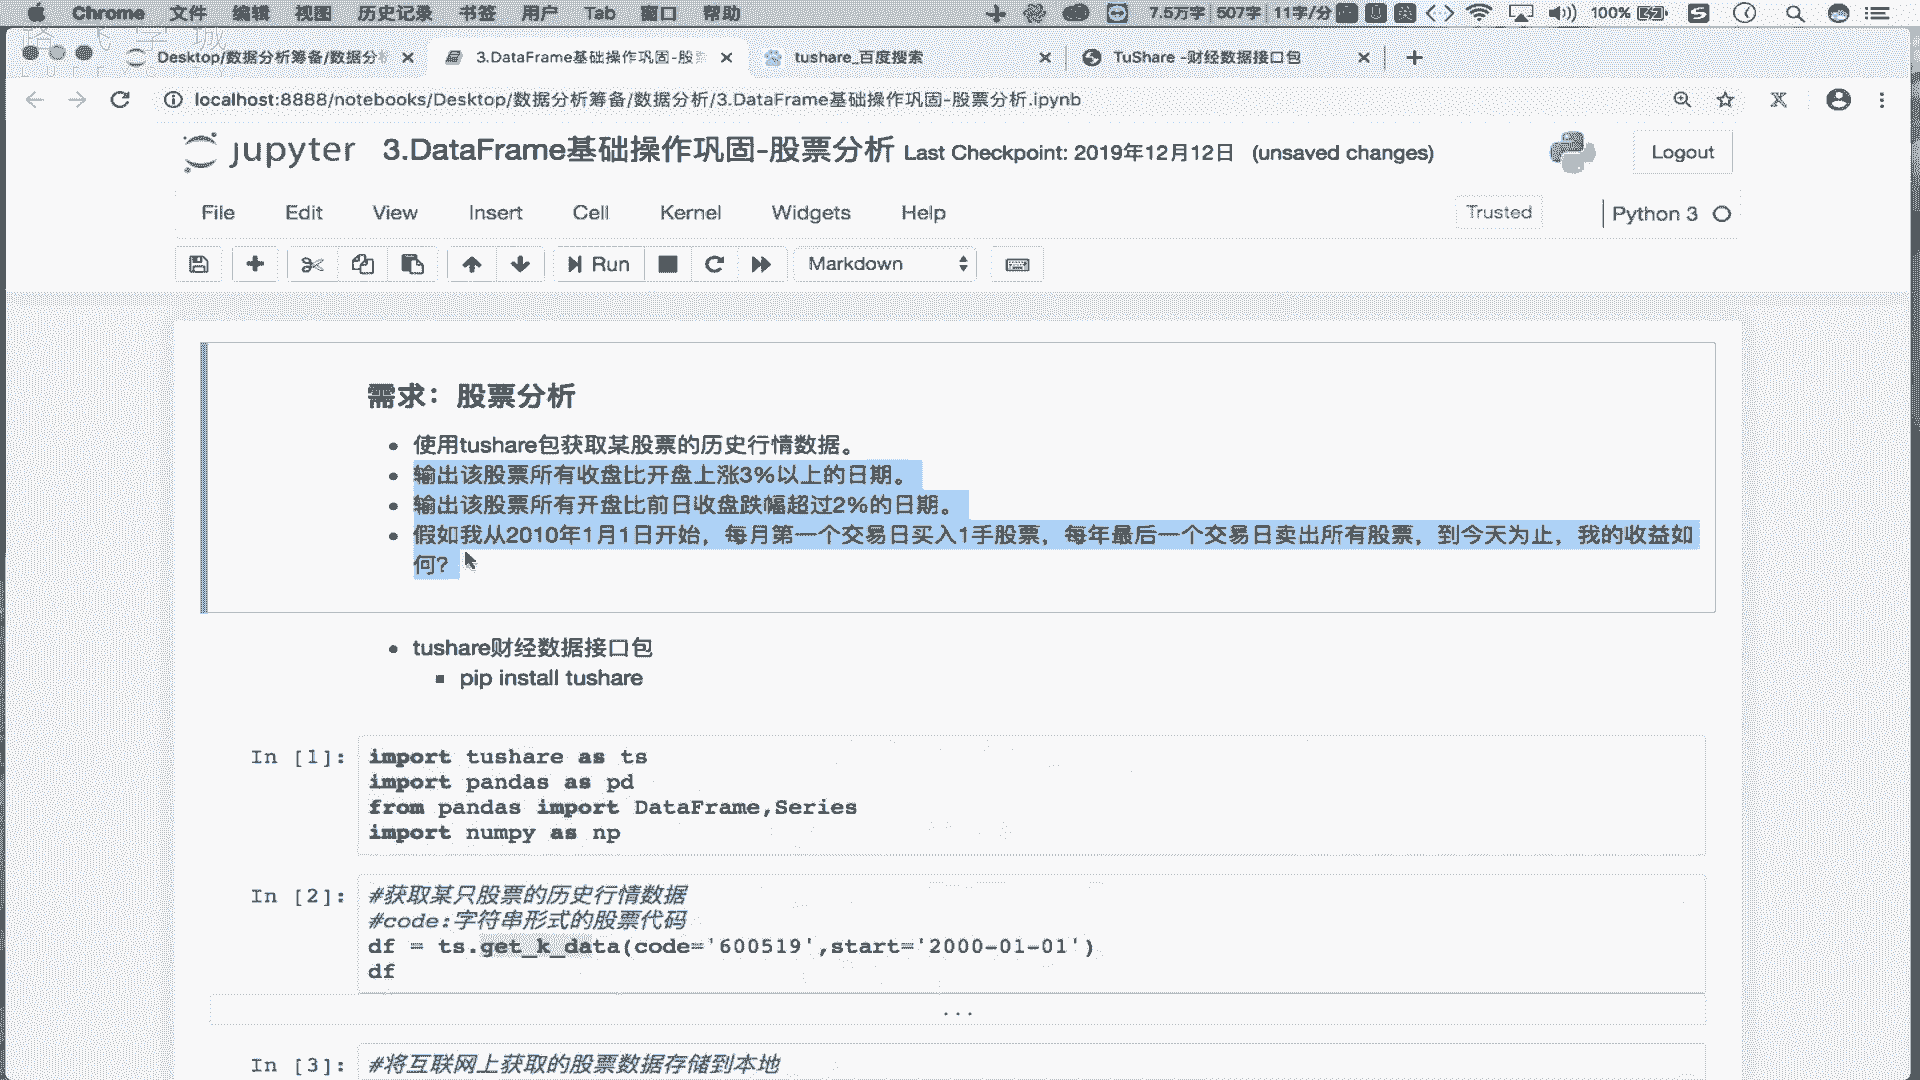 Chrome 文件 编辑 视图 历史记录 书签 用户 Tab 窗口 帮助 7.5万字 507字 11字/分 100%
Desktop/数据分析筹备/数据分析 3.DataFrame基础操作巩固-股票 tushare_百度搜索 TuShare -财经数据接口包
localhost:8888/notebooks/Desktop/数据分析筹备/数据分析/3.DataFrame基础操作巩固-股票分析.ipynb
jupyter 3.DataFrame基础操作巩固-股票分析 Last Checkpoint: 2019年12月12日 (unsaved changes) Logout
File Edit View Insert Cell Kernel Widgets Help Trusted Python 3
Run Markdown
需求：股票分析
使用tushare包获取某股票的历史行情数据。
输出该股票所有收盘比开盘上涨3%以上的日期。
输出该股票所有开盘比前日收盘跌幅超过2%的日期。
假如我从2010年1月1日开始，每月第一个交易日买入1手股票，每年最后一个交易日卖出所有股票，到今天为止，我的收益如
何？
tushare财经数据接口包
pip install tushare
In [1]: import tushare as ts
import pandas as pd
from pandas import DataFrame,Series
import numpy as np
In [2]: #获取某只股票的历史行情数据
#code:字符串形式的股票代码
df = ts.get_k_data(code='600519',start='2000-01-01')
df
...
In [3]: #将互联网上获取的股票数据存储到本地